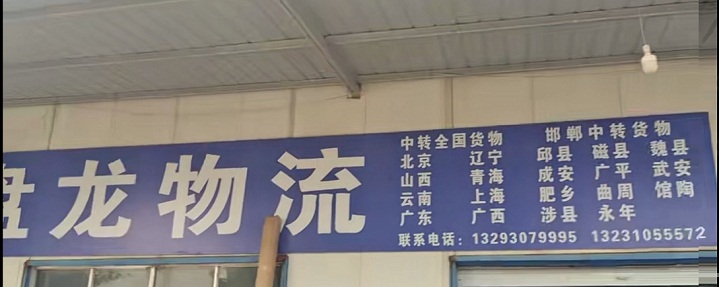 盘龙物流
中转全国货物 邯郸中转货物
北京 辽宁 邱县 磁县 魏县
山西 青海 成安 广平 武安
云南 上海 肥乡 曲周 馆陶
广东 广西 涉县 永年
联系电话：13293079995 13231055572